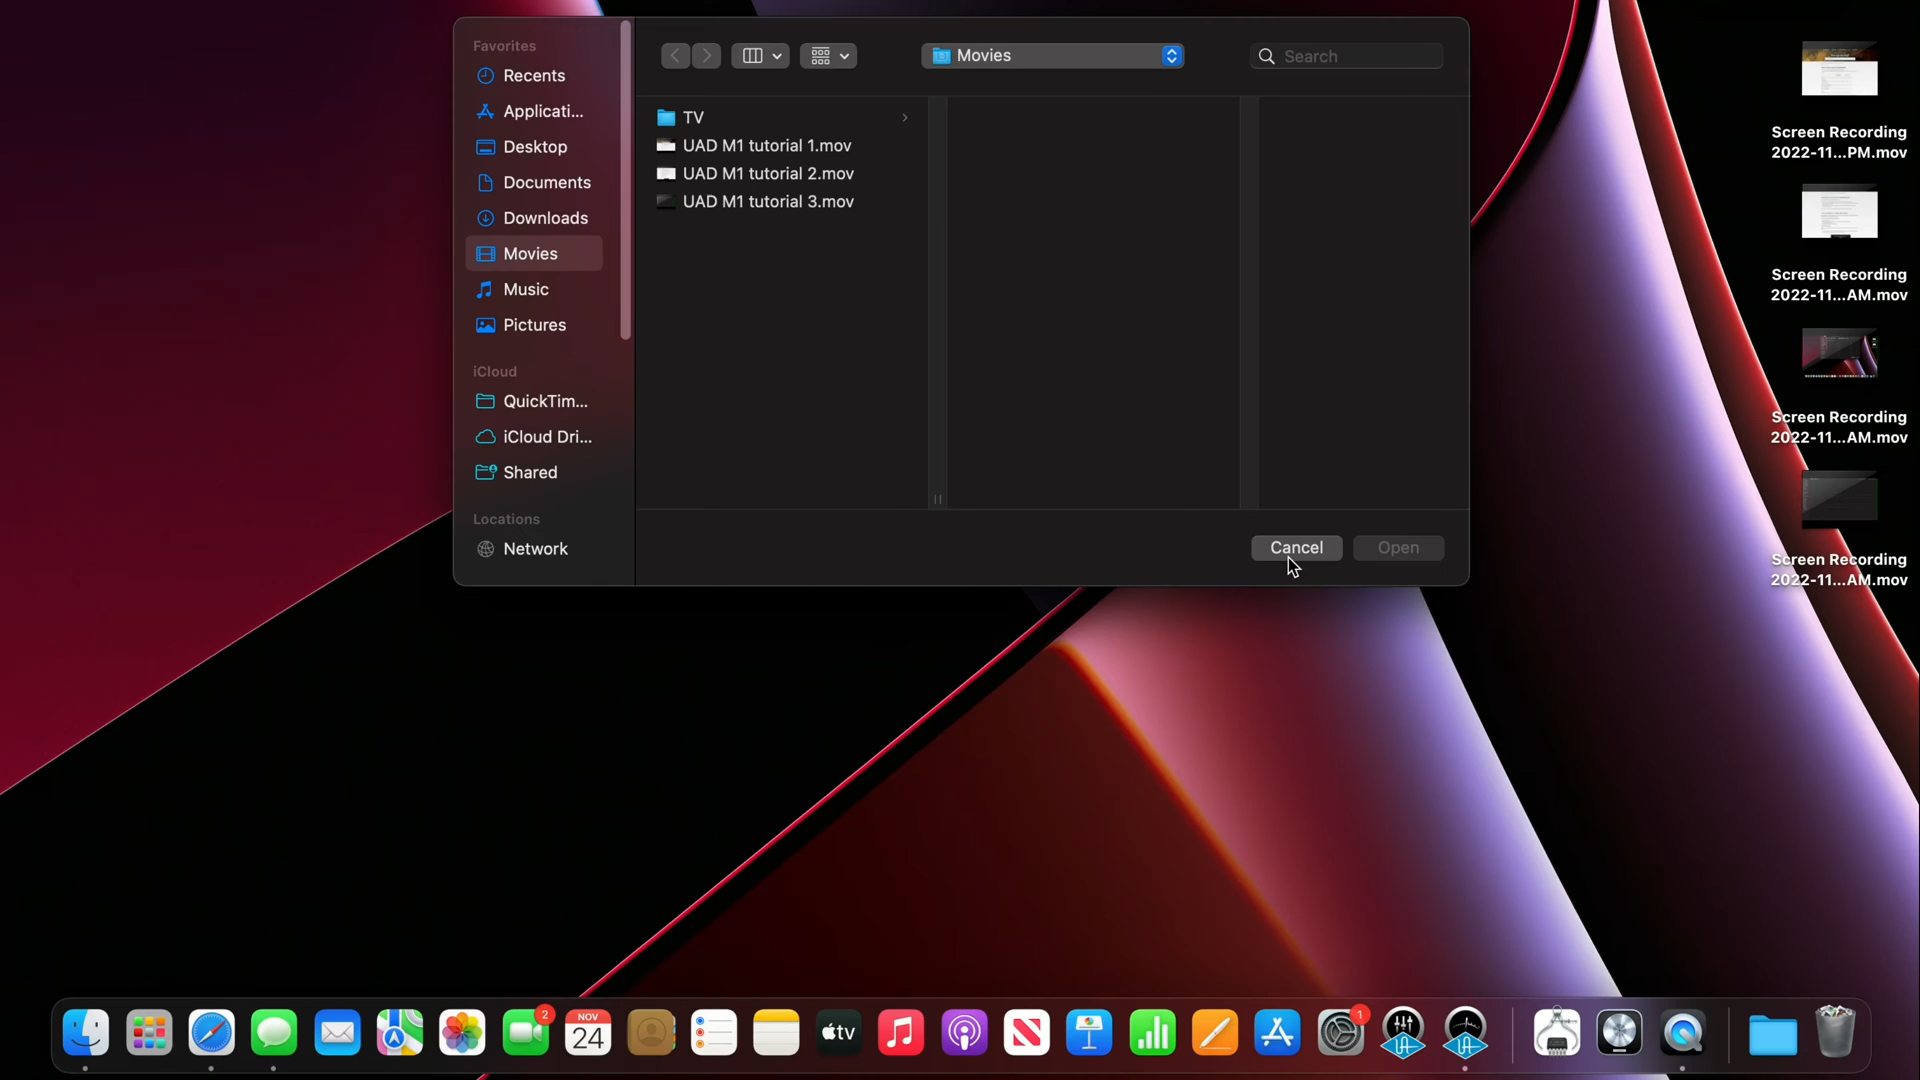 Favorites
Recents
Applicati...
Desktop
Documents
Downloads
Movies
Music
Pictures
iCloud
QuickTim...
iCloud Dri...
Shared
Locations
Network
Movies
Search
TV
UAD M1 tutorial 1.mov
UAD M1 tutorial 2.mov
UAD M1 tutorial 3.mov
Cancel
Open
Screen Recording
2022-11...PM.mov
Screen Recording
2022-11...AM.mov
Screen Recording
2022-11...AM.mov
Screen Recording
2022-11...AM.mov
2
NOV
24
tv
1